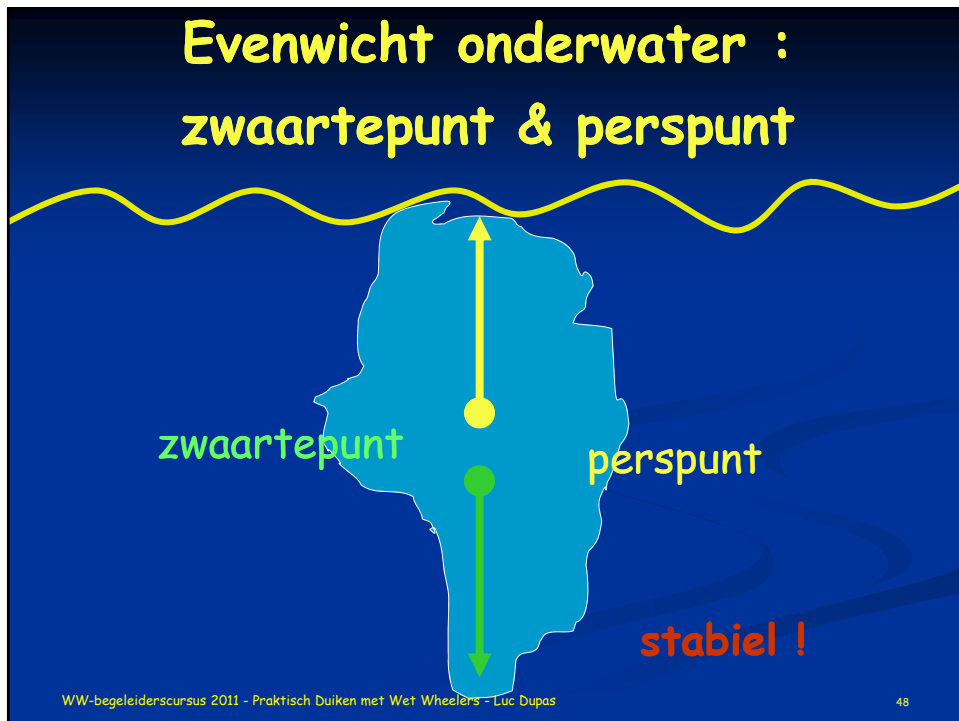 Evenwicht onderwater :
zwaartepunt & perspunt
zwaartepunt
perspunt
stabiel !
WW-begeleiderscursus 2011 - Praktisch Duiken met Wet Wheelers - Luc Dupas
48